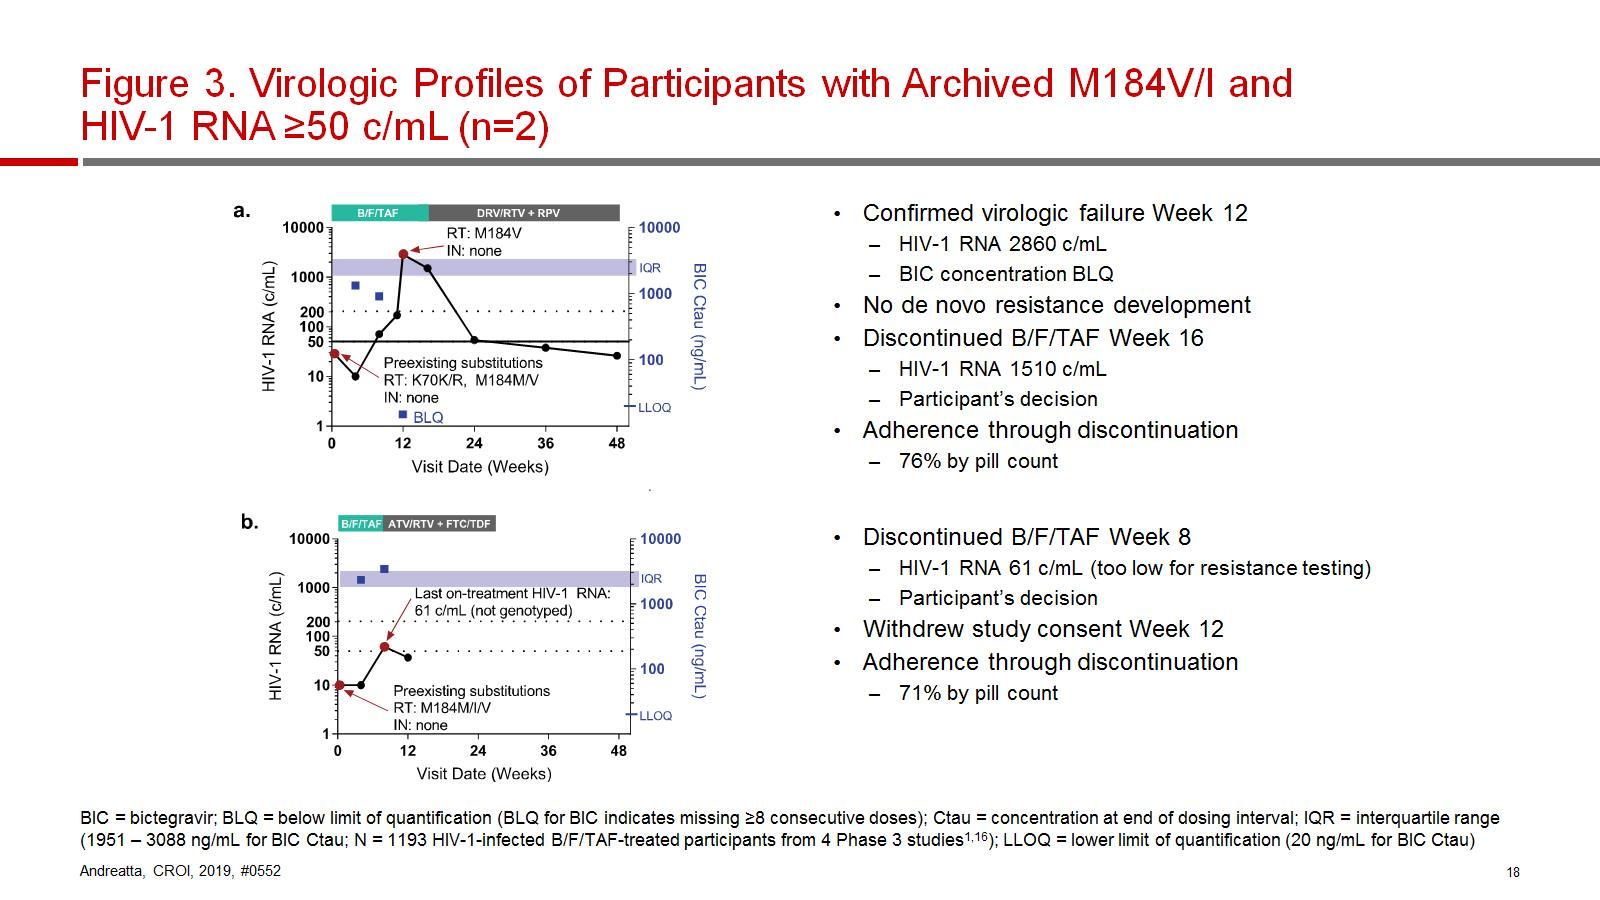 Figure 3. Virologic Profiles of Participants with Archived M184V/I and
HIV-1 RNA ≥50 c/mL (n=2)
a.
B/F/TAF
DRV/RTV + RPV
HIV-1 RNA (c/mL)
10000
1000
200
100
50
10
1
RT: M184V
IN: none
Preexisting substitutions
RT: K70K/R, M184M/V
IN: none
BLQ
10000
IQR
1000
100
LLOQ
BIC Ctau (ng/mL)
0 12 24 36 48
Visit Date (Weeks)
• Confirmed virologic failure Week 12
– HIV-1 RNA 2860 c/mL
– BIC concentration BLQ
• No de novo resistance development
• Discontinued B/F/TAF Week 16
– HIV-1 RNA 1510 c/mL
– Participant's decision
• Adherence through discontinuation
– 76% by pill count
b.
B/F/TAF
ATV/RTV + FTC/TDF
HIV-1 RNA (c/mL)
10000
1000
200
100
50
10
1
Last on-treatment HIV-1 RNA:
61 c/mL (not genotyped)
Preexisting substitutions
RT: M184M/I/V
IN: none
10000
IQR
1000
100
LLOQ
BIC Ctau (ng/mL)
0 12 24 36 48
Visit Date (Weeks)
• Discontinued B/F/TAF Week 8
– HIV-1 RNA 61 c/mL (too low for resistance testing)
– Participant's decision
• Withdrew study consent Week 12
• Adherence through discontinuation
– 71% by pill count
BIC = bictegravir; BLQ = below limit of quantification (BLQ for BIC indicates missing ≥8 consecutive doses); Ctau = concentration at end of dosing interval; IQR = interquartile range
(1951 – 3088 ng/mL for BIC Ctau; N = 1193 HIV-1-infected B/F/TAF-treated participants from 4 Phase 3 studies1,16); LLOQ = lower limit of quantification (20 ng/mL for BIC Ctau)
Andreatta, CROI, 2019, #0552
18